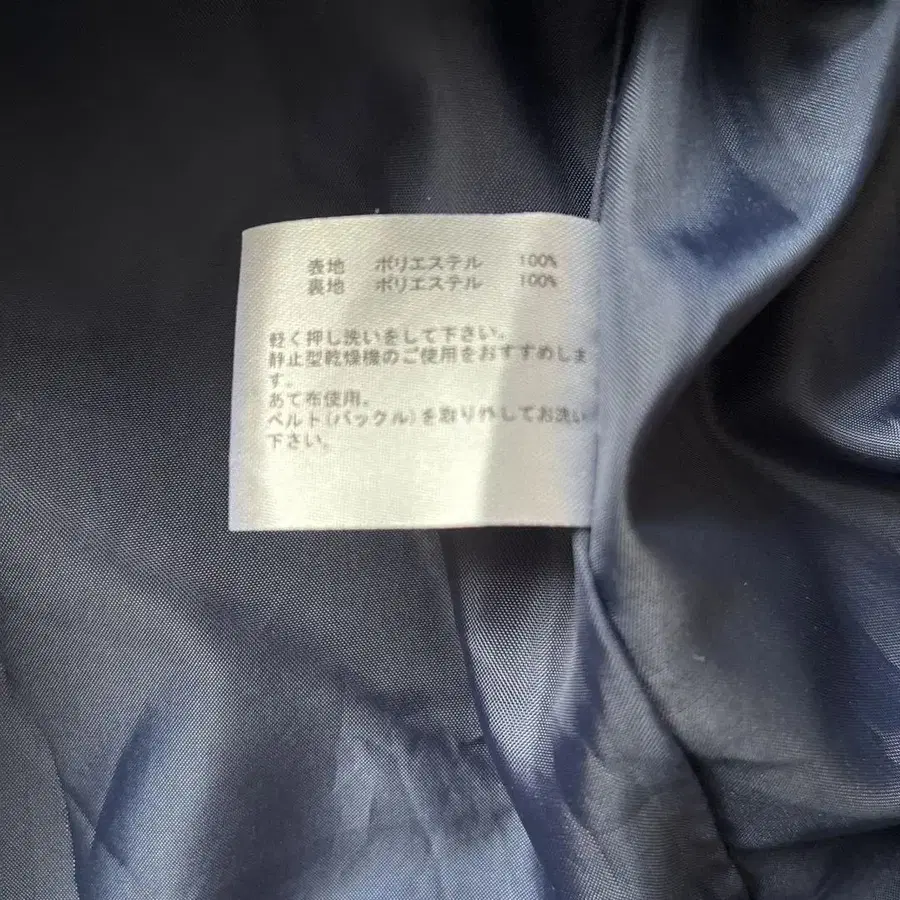 表地 ポリエステル 100%
裏地 ポリエステル 100%
軽く押し洗いをして下さい。
静止型乾燥機のご使用をおすすめしま
す。
あて布使用。
ベルト(バックル)を取り外してお洗い
下さい。